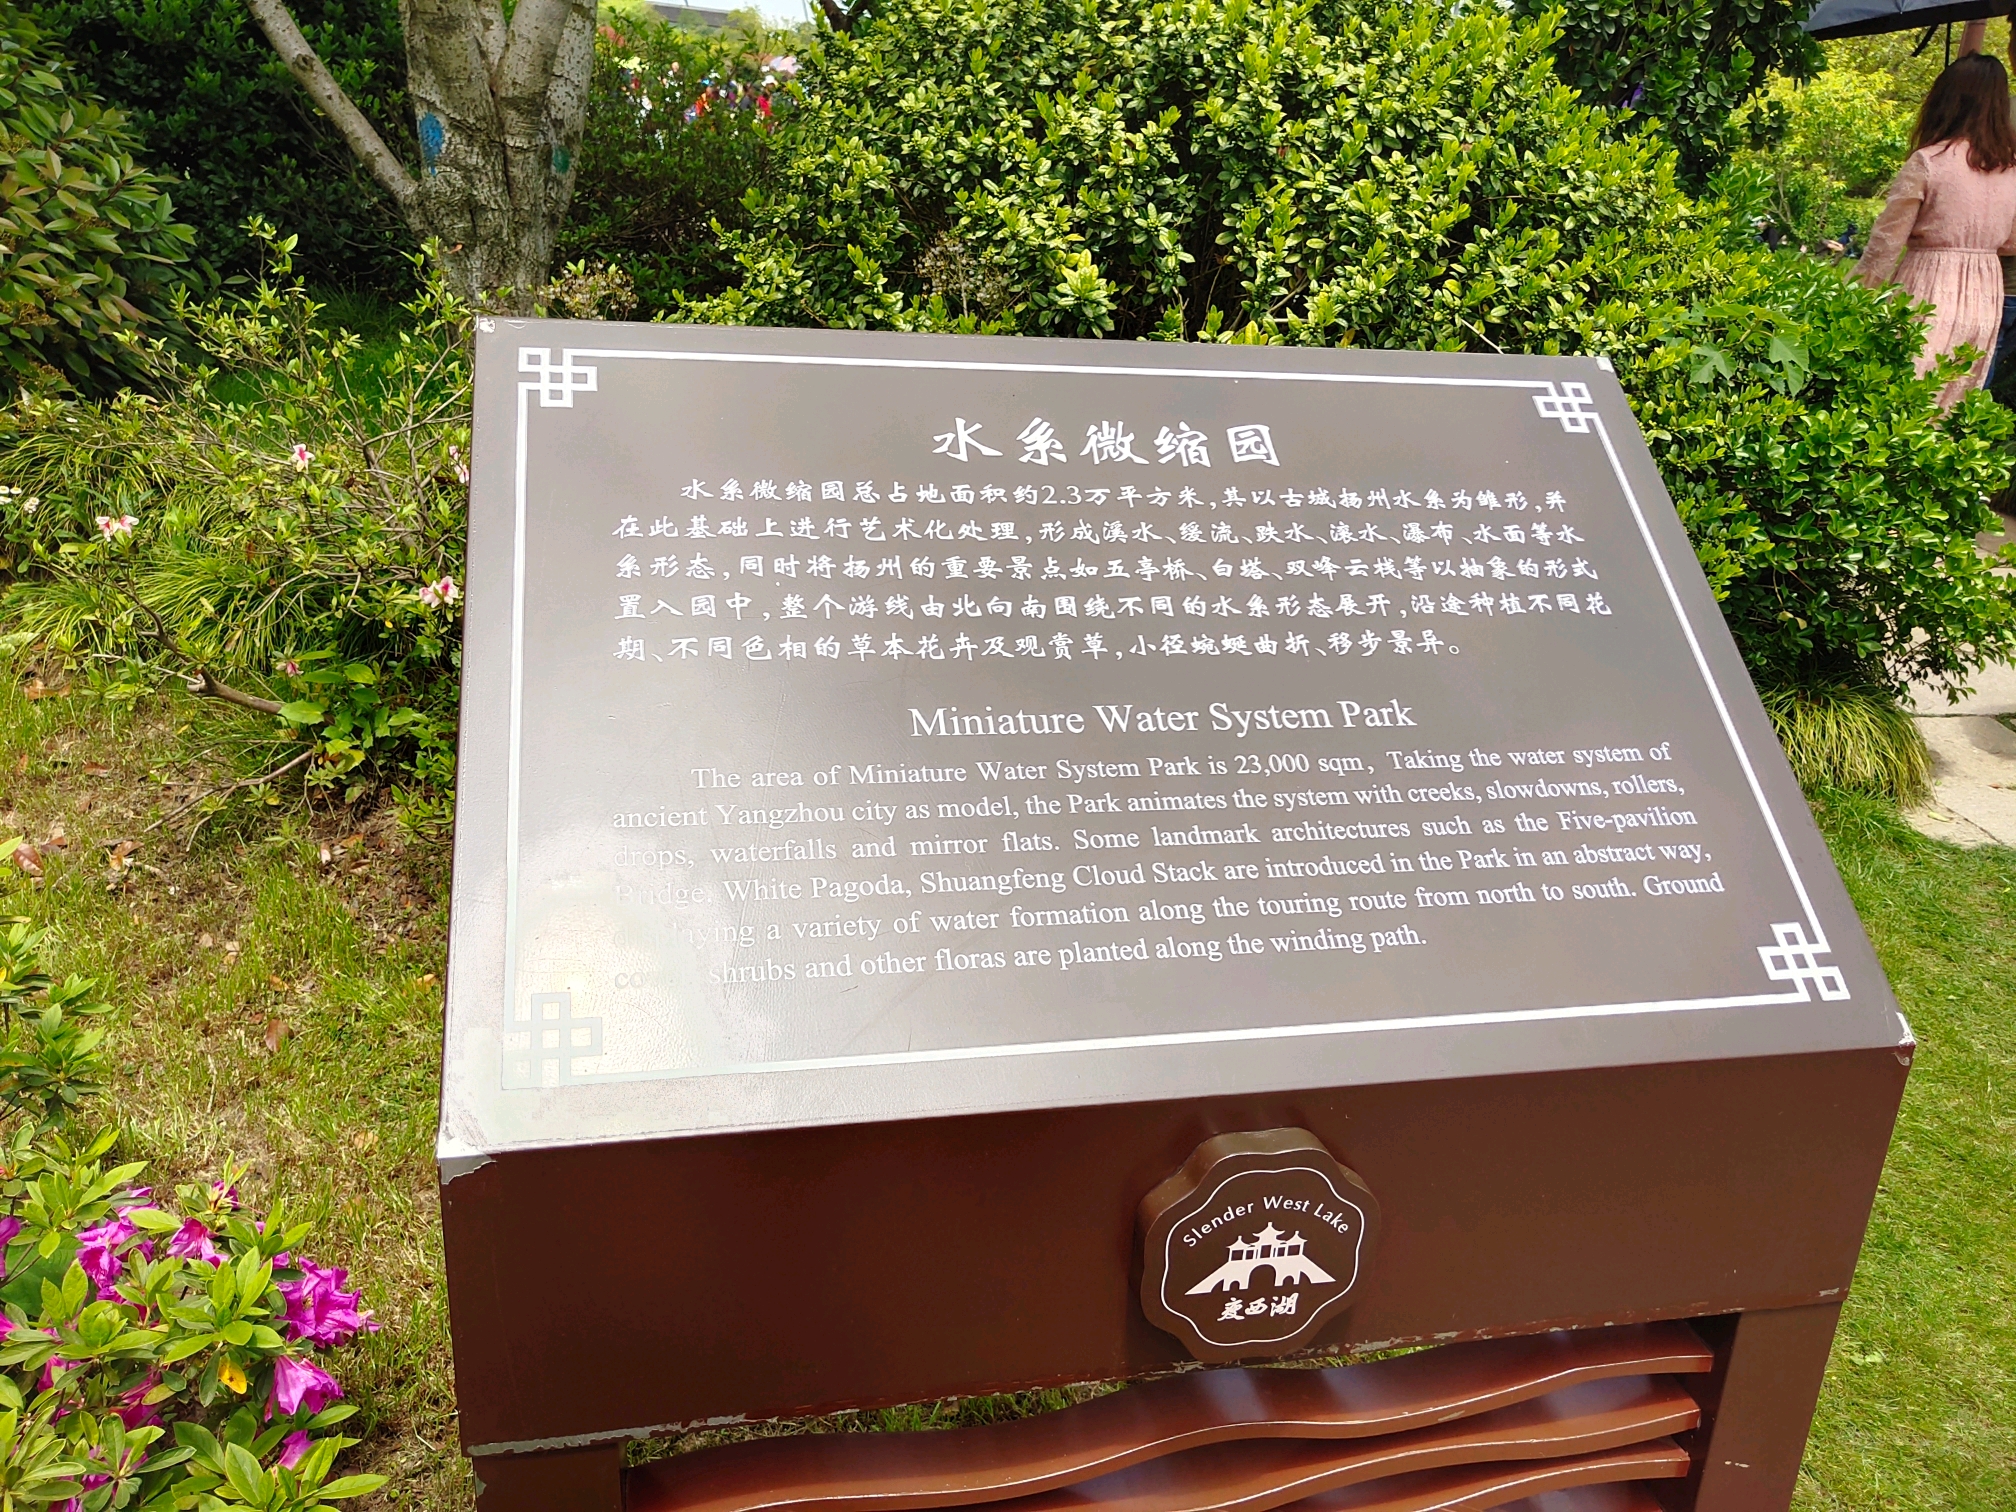 水系微缩园
水系微缩园总占地面积约2.3万平方米,其以古城扬州水系为雏形,并
在此基础上进行艺术化处理,形成溪水、缓流、跌水、滚水、瀑布、水面等水
系形态,同时将扬州的重要景点如五亭桥、白塔、双峰云栈等以抽象的形式
置入园中,整个游线由北向南围绕不同的水系形态展开,沿途种植不同花
期、不同色相的草本花卉及观赏草,小径蜿蜒曲折、移步景异。
Miniature Water System Park
The area of Miniature Water System Park is 23,000 sqm, Taking the water system of
ancient Yangzhou city as model, the Park animates the system with creeks, slowdowns, rollers,
drops, waterfalls and mirror flats. Some landmark architectures such as the Five-pavilion
Bridge, White Pagoda, Shuangfeng Cloud Stack are introduced in the Park in an abstract way,
a variety of water formation along the touring route from north to south. Ground
shrubs and other floras are planted along the winding path.
Slender West Lake
瘦西湖